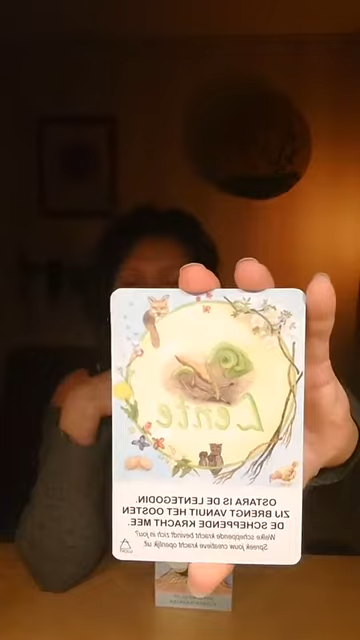 Lente
OSTARA IS DE LENTEGODIN.
ZIJ BRENGT VANUIT HET OOSTEN
DE SCHEPPENDE KRACHT MEE.
Welke scheppende kracht bevindt zich in jou?
Spreek jouw creatieve kracht openlijk uit.